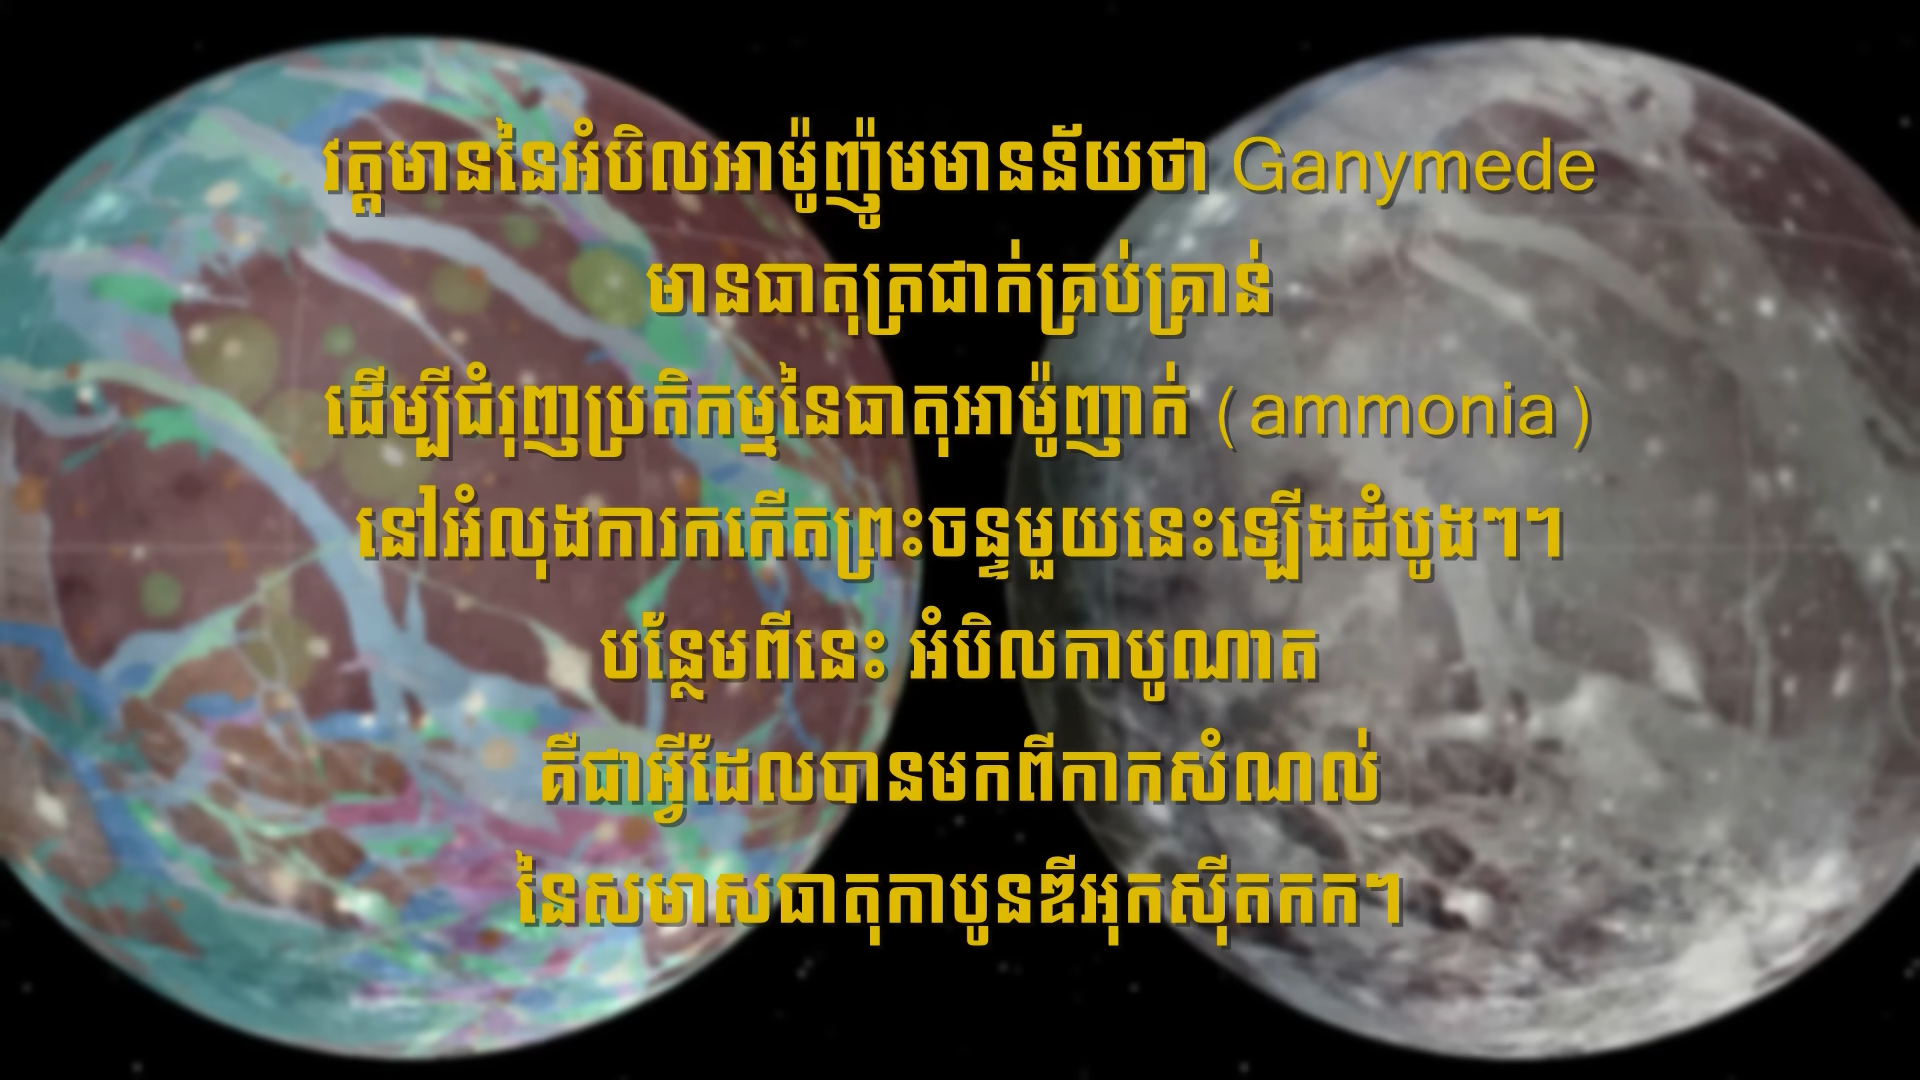 វត្តមាននៃអំបិលអាម៉ូញ៉ូមមានន័យថា Ganymede
មានធាតុត្រជាក់គ្រប់គ្រាន់
ដើម្បីជំរុញប្រតិកម្មនៃធាតុអាម៉ូញាក់ (ammonia)
នៅអំលុងការកកើតព្រះចន្ទមួយនេះឡើងដំបូងៗ។
បន្ថែមពីនេះ អំបិលកាបូណាត
គឺជាអ្វីដែលបានមកពីកាកសំណល់
នៃសមាសធាតុកាបូនឌីអុកស៊ីតកក។